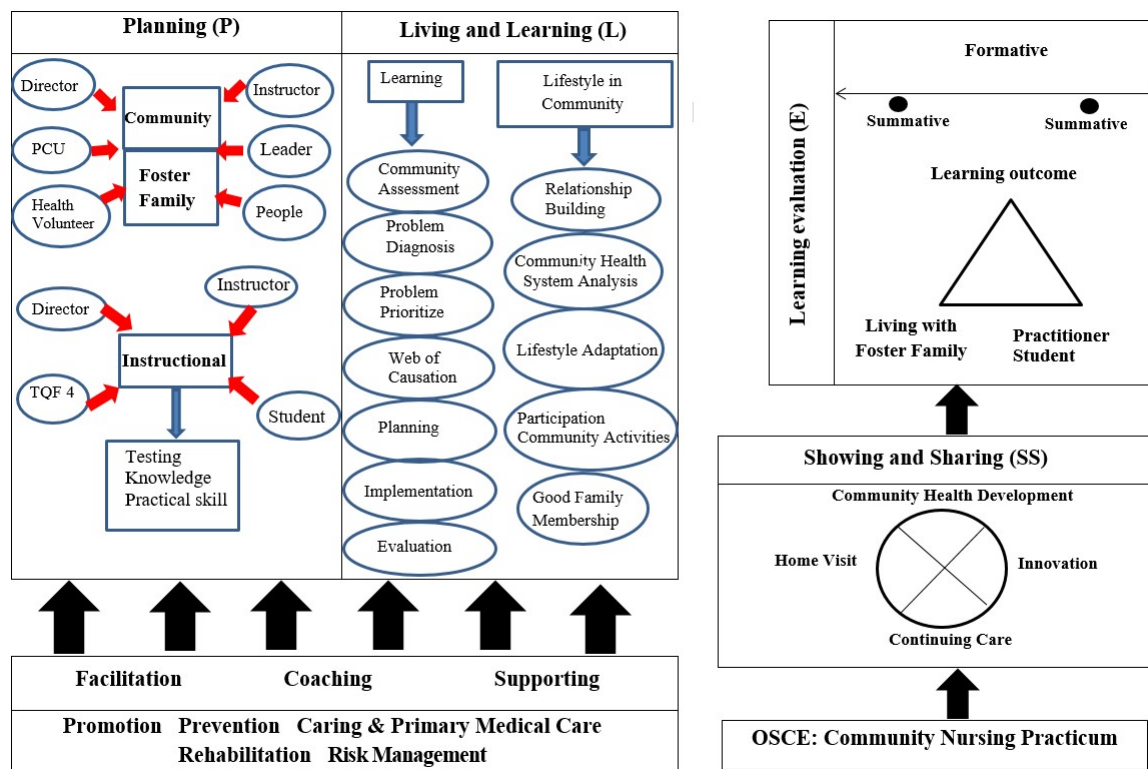 Planning (P)
Director
Instructor
Community
PCU
Leader
Foster
Family
Health
Volunteer
People
Instructor
Director
Instructional
TQF 4
Student
Testing
Knowledge
Practical skill
Living and Learning (L)
Learning
Community
Assessment
Problem
Diagnosis
Problem
Prioritize
Web of
Causation
Planning
Implementation
Evaluation
Lifestyle in
Community
Relationship
Building
Community Health
System Analysis
Lifestyle Adaptation
Participation
Community Activities
Good Family
Membership
Facilitation Coaching Supporting
Promotion Prevention Caring & Primary Medical Care
Rehabilitation Risk Management
Learning evaluation (E)
Formative
Summative
Summative
Learning outcome
Living with
Foster Family
Practitioner
Student
Showing and Sharing (SS)
Community Health Development
Home Visit
Innovation
Continuing Care
OSCE: Community Nursing Practicum